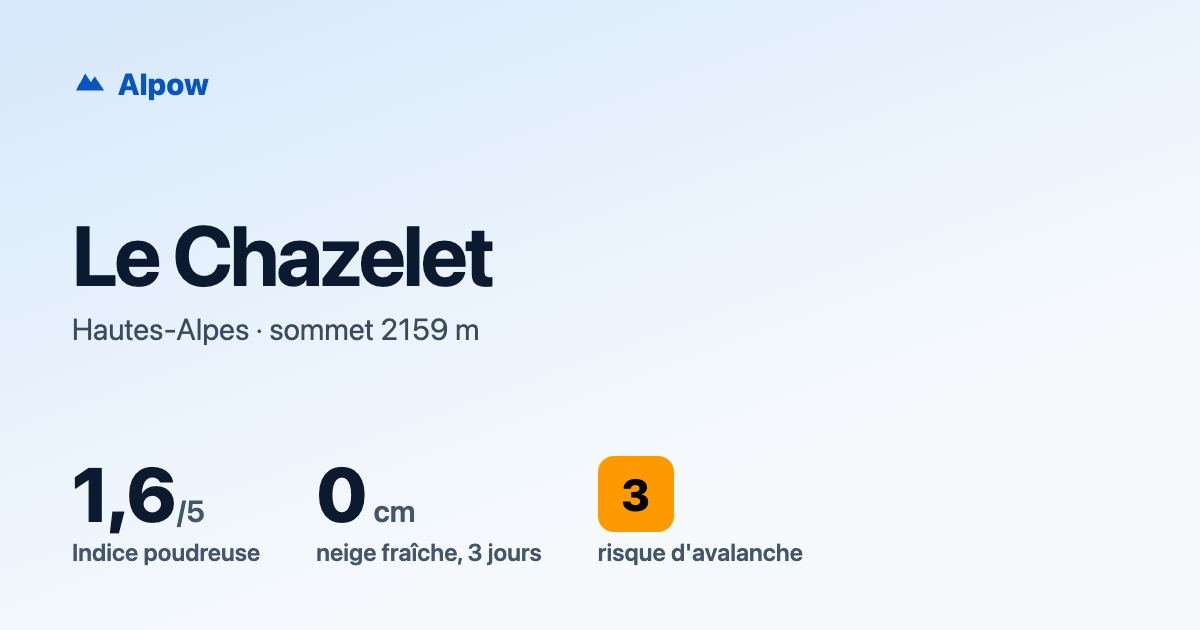 Alpow
Le Chazelet
Hautes-Alpes · sommet 2159 m
1,6/5
Indice poudreuse
0 cm
neige fraîche, 3 jours
3
risque d'avalanche